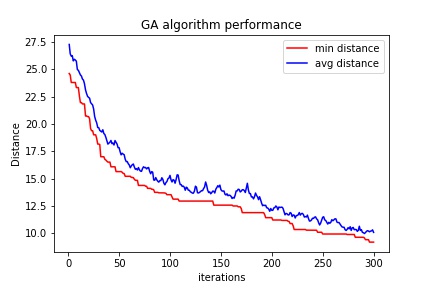 GA algorithm performance
min distance
avg distance
27.5
25.0
22.5
20.0
17.5
15.0
12.5
10.0
Distance
0 50 100 150 200 250 300
iterations